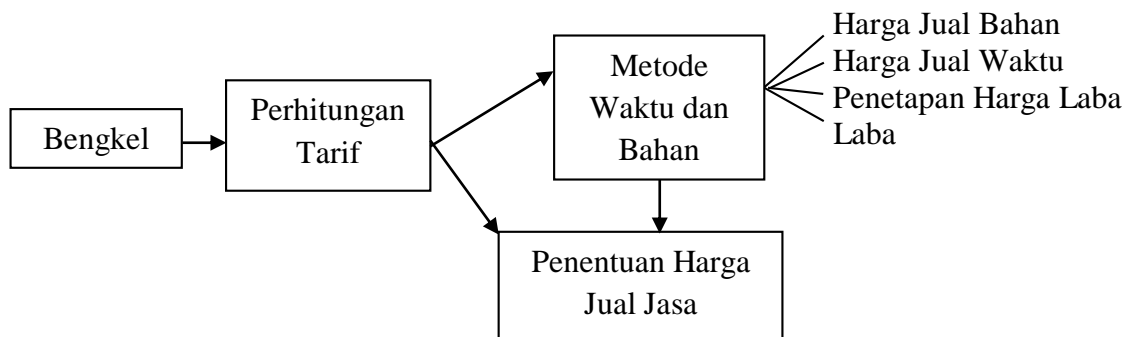 Bengkel
Perhitungan
Tarif
Metode
Waktu dan
Bahan
Harga Jual Bahan
Harga Jual Waktu
Penetapan Harga Laba
Laba
Penentuan Harga
Jual Jasa